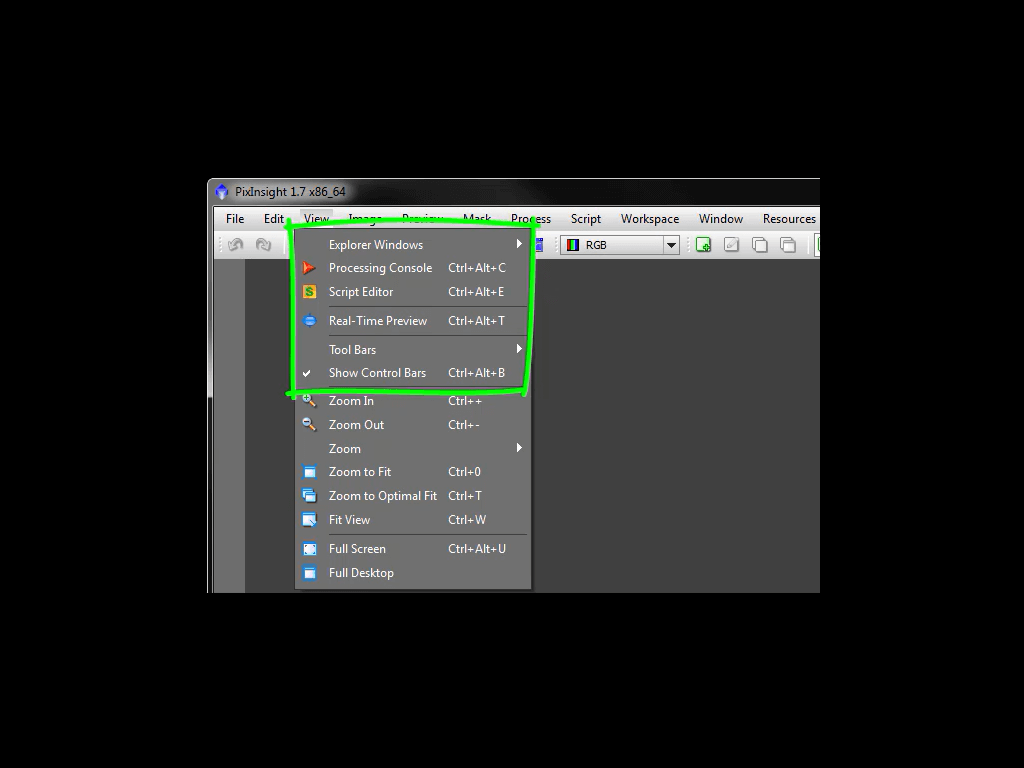 PixInsight 1.7 x86_64
File Edit View Image Preview Mask Process Script Workspace Window Resources
RGB
Explorer Windows
Processing Console Ctrl+Alt+C
Script Editor Ctrl+Alt+E
Real-Time Preview Ctrl+Alt+T
Tool Bars
Show Control Bars Ctrl+Alt+B
Zoom In Ctrl++
Zoom Out Ctrl+-
Zoom
Zoom to Fit Ctrl+0
Zoom to Optimal Fit Ctrl+T
Fit View Ctrl+W
Full Screen Ctrl+Alt+U
Full Desktop